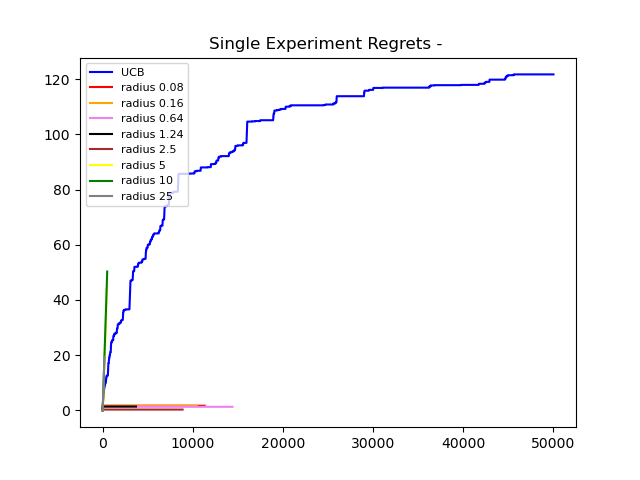 Single Experiment Regrets -
UCB
radius 0.08
radius 0.16
radius 0.64
radius 1.24
radius 2.5
radius 5
radius 10
radius 25
120
100
80
60
40
20
0
0 10000 20000 30000 40000 50000